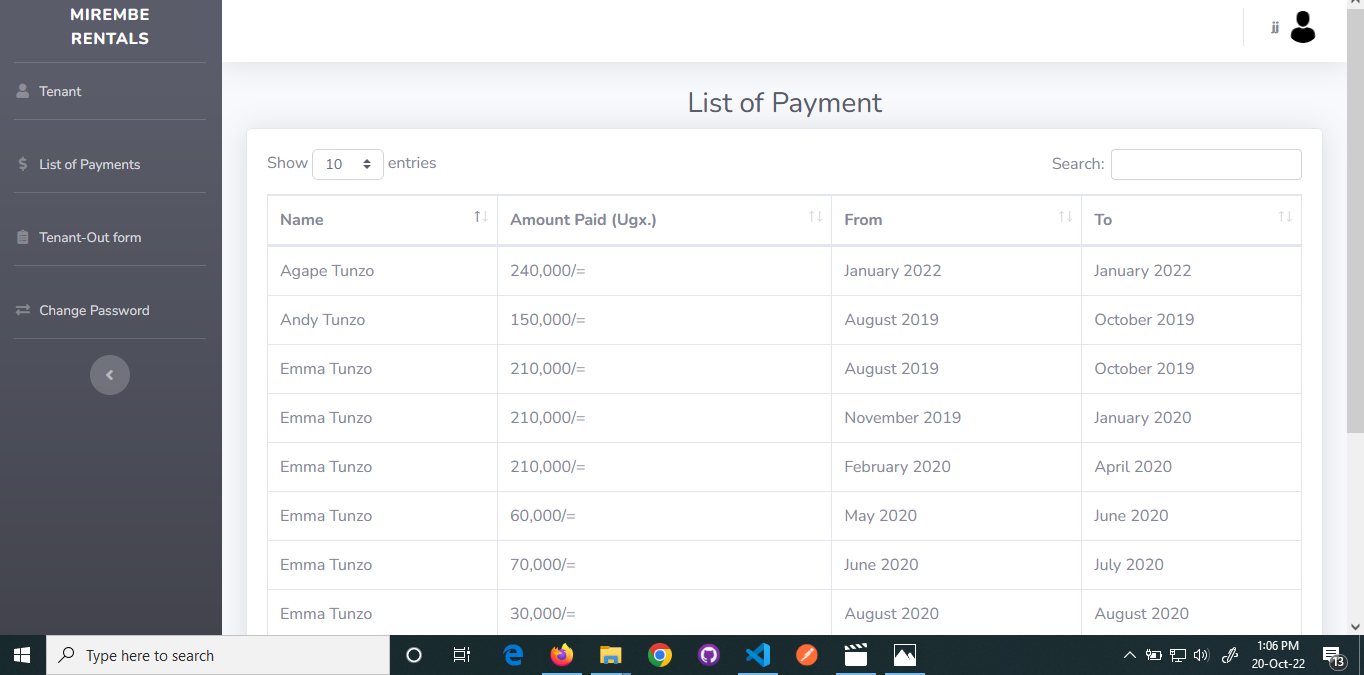 MIREMBE
RENTALS
jj
Tenant
List of Payments
Tenant-Out form
Change Password
List of Payment
Show 10 entries
Search:
Name Amount Paid (Ugx.) From To
Agape Tunzo 240,000/= January 2022 January 2022
Andy Tunzo 150,000/= August 2019 October 2019
Emma Tunzo 210,000/= August 2019 October 2019
Emma Tunzo 210,000/= November 2019 January 2020
Emma Tunzo 210,000/= February 2020 April 2020
Emma Tunzo 60,000/= May 2020 June 2020
Emma Tunzo 70,000/= June 2020 July 2020
Emma Tunzo 30,000/= August 2020 August 2020
Type here to search
1:06 PM
20-Oct-22
13